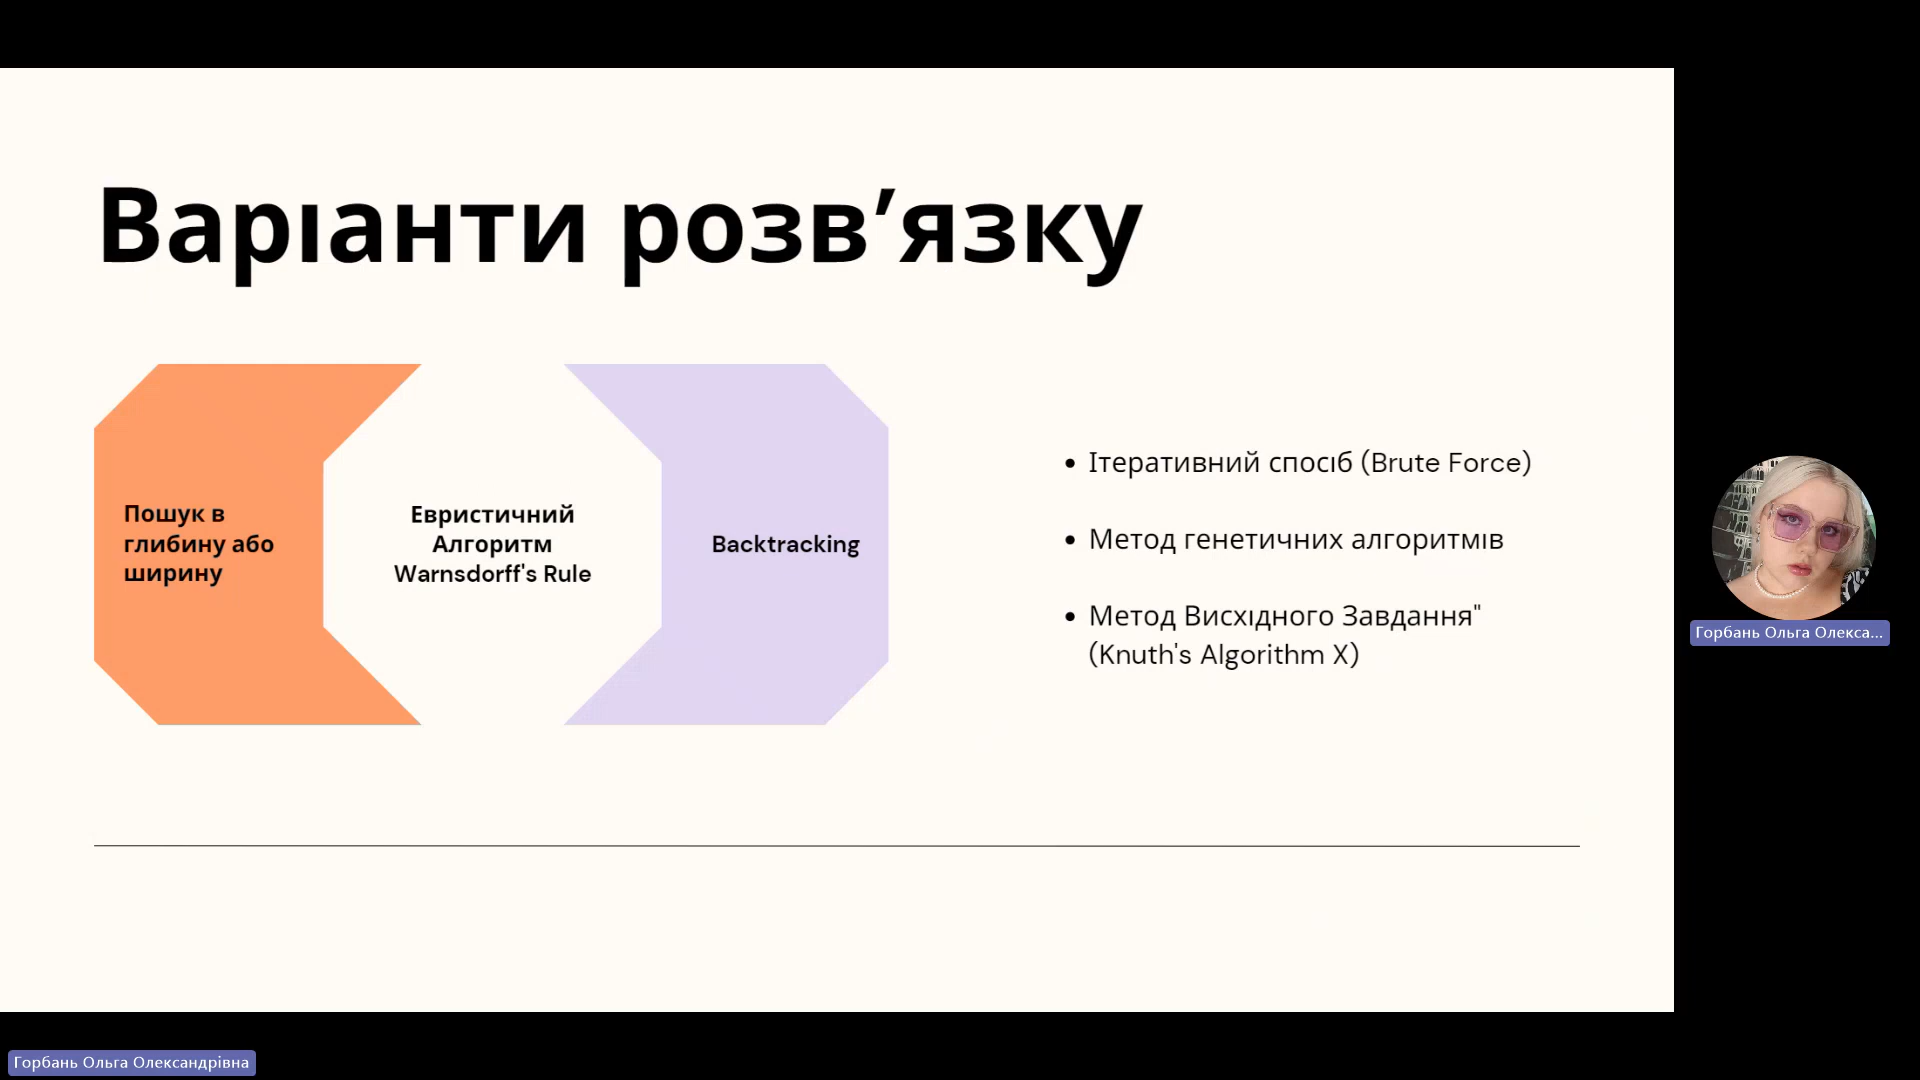 Варіанти розв’язку
Пошук в
глибину або
ширину
Евристичний
Алгоритм
Warnsdorff's Rule
Backtracking
• Ітеративний спосіб (Brute Force)
• Метод генетичних алгоритмів
• Метод Висхідного Завдання"
(Knuth's Algorithm X)
Горбань Ольга Олекса...
Горбань Ольга Олександрівна